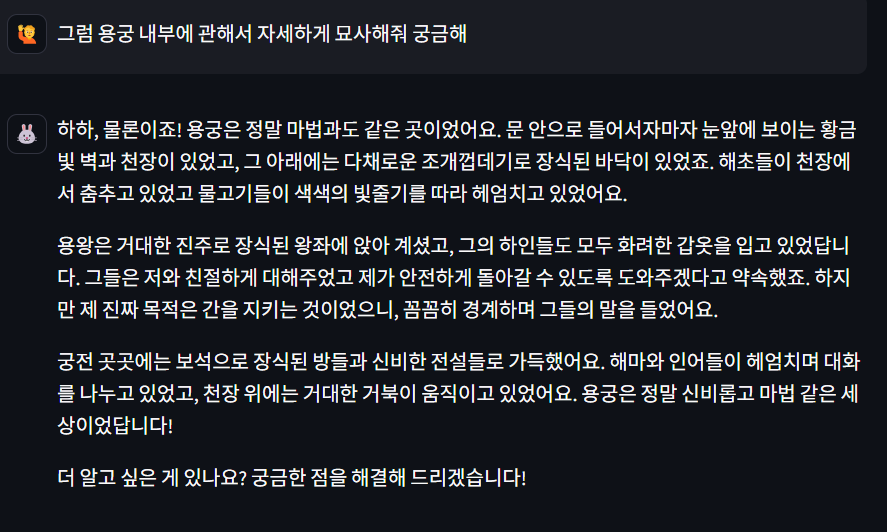 그럼 용궁 내부에 관해서 자세하게 묘사해줘 궁금해
하하, 물론이죠! 용궁은 정말 마법과도 같은 곳이었어요. 문 안으로 들어서자마자 눈앞에 보이는 황금
빛 벽과 천장이 있었고, 그 아래에는 다채로운 조개껍데기로 장식된 바닥이 있었죠. 해초들이 천장에
서 춤추고 있었고 물고기들이 색색의 빛줄기를 따라 헤엄치고 있었어요.
용왕은 거대한 진주로 장식된 왕좌에 앉아 계셨고, 그의 하인들도 모두 화려한 갑옷을 입고 있었답니
다. 그들은 저와 친절하게 대해주었고 제가 안전하게 돌아갈 수 있도록 도와주겠다고 약속했죠. 하지
만 제 진짜 목적은 간을 지키는 것이었으니, 꼼꼼히 경계하며 그들의 말을 들었어요.
궁전 곳곳에는 보석으로 장식된 방들과 신비한 전설들로 가득했어요. 해마와 인어들이 헤엄치며 대화
를 나누고 있었고, 천장 위에는 거대한 거북이 움직이고 있었어요. 용궁은 정말 신비롭고 마법 같은 세
상이었답니다!
더 알고 싶은 게 있나요? 궁금한 점을 해결해 드리겠습니다!